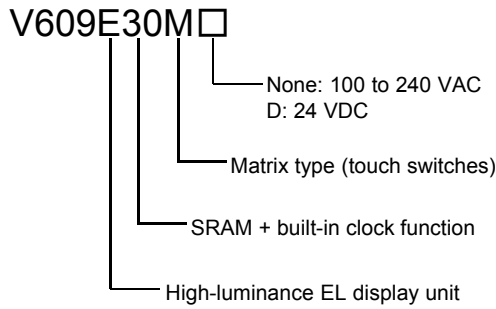 V609E30M□
None: 100 to 240 VAC
D: 24 VDC
Matrix type (touch switches)
SRAM + built-in clock function
High-luminance EL display unit